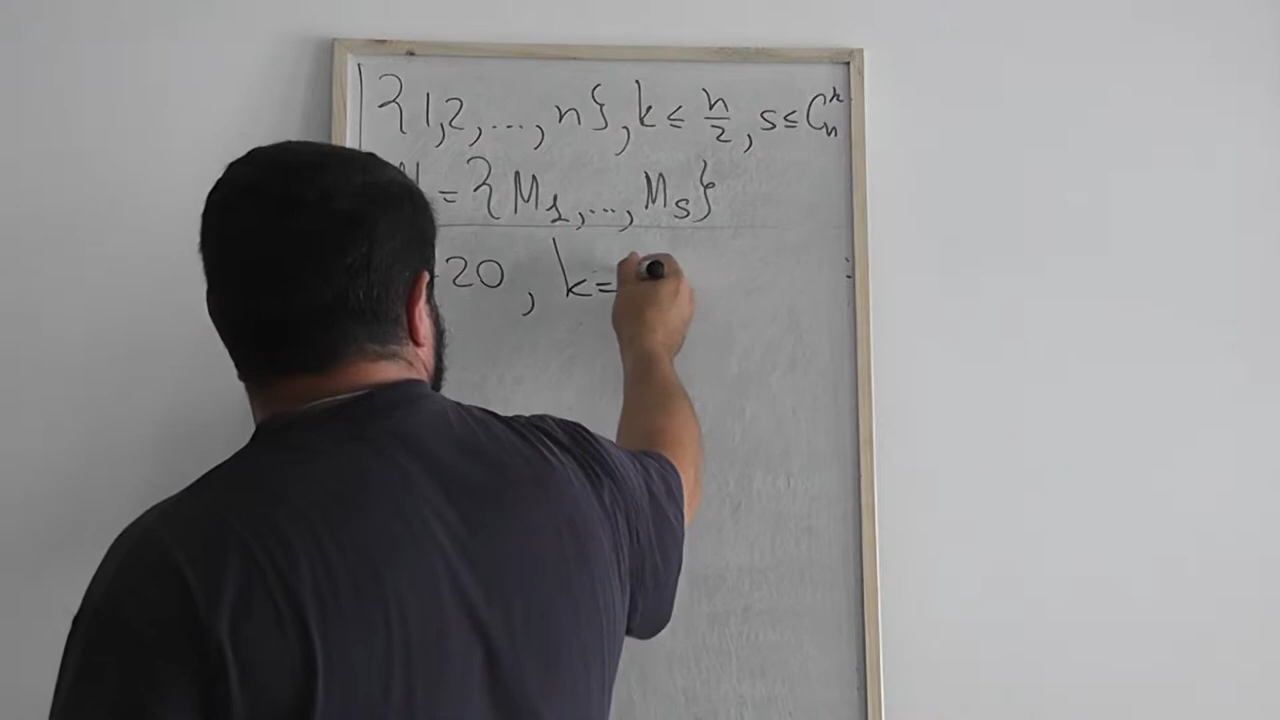 {1,2,...,n}, k ≤ n/2, s ≤ C_n^k
= {M_1,...,M_s}
20, k=